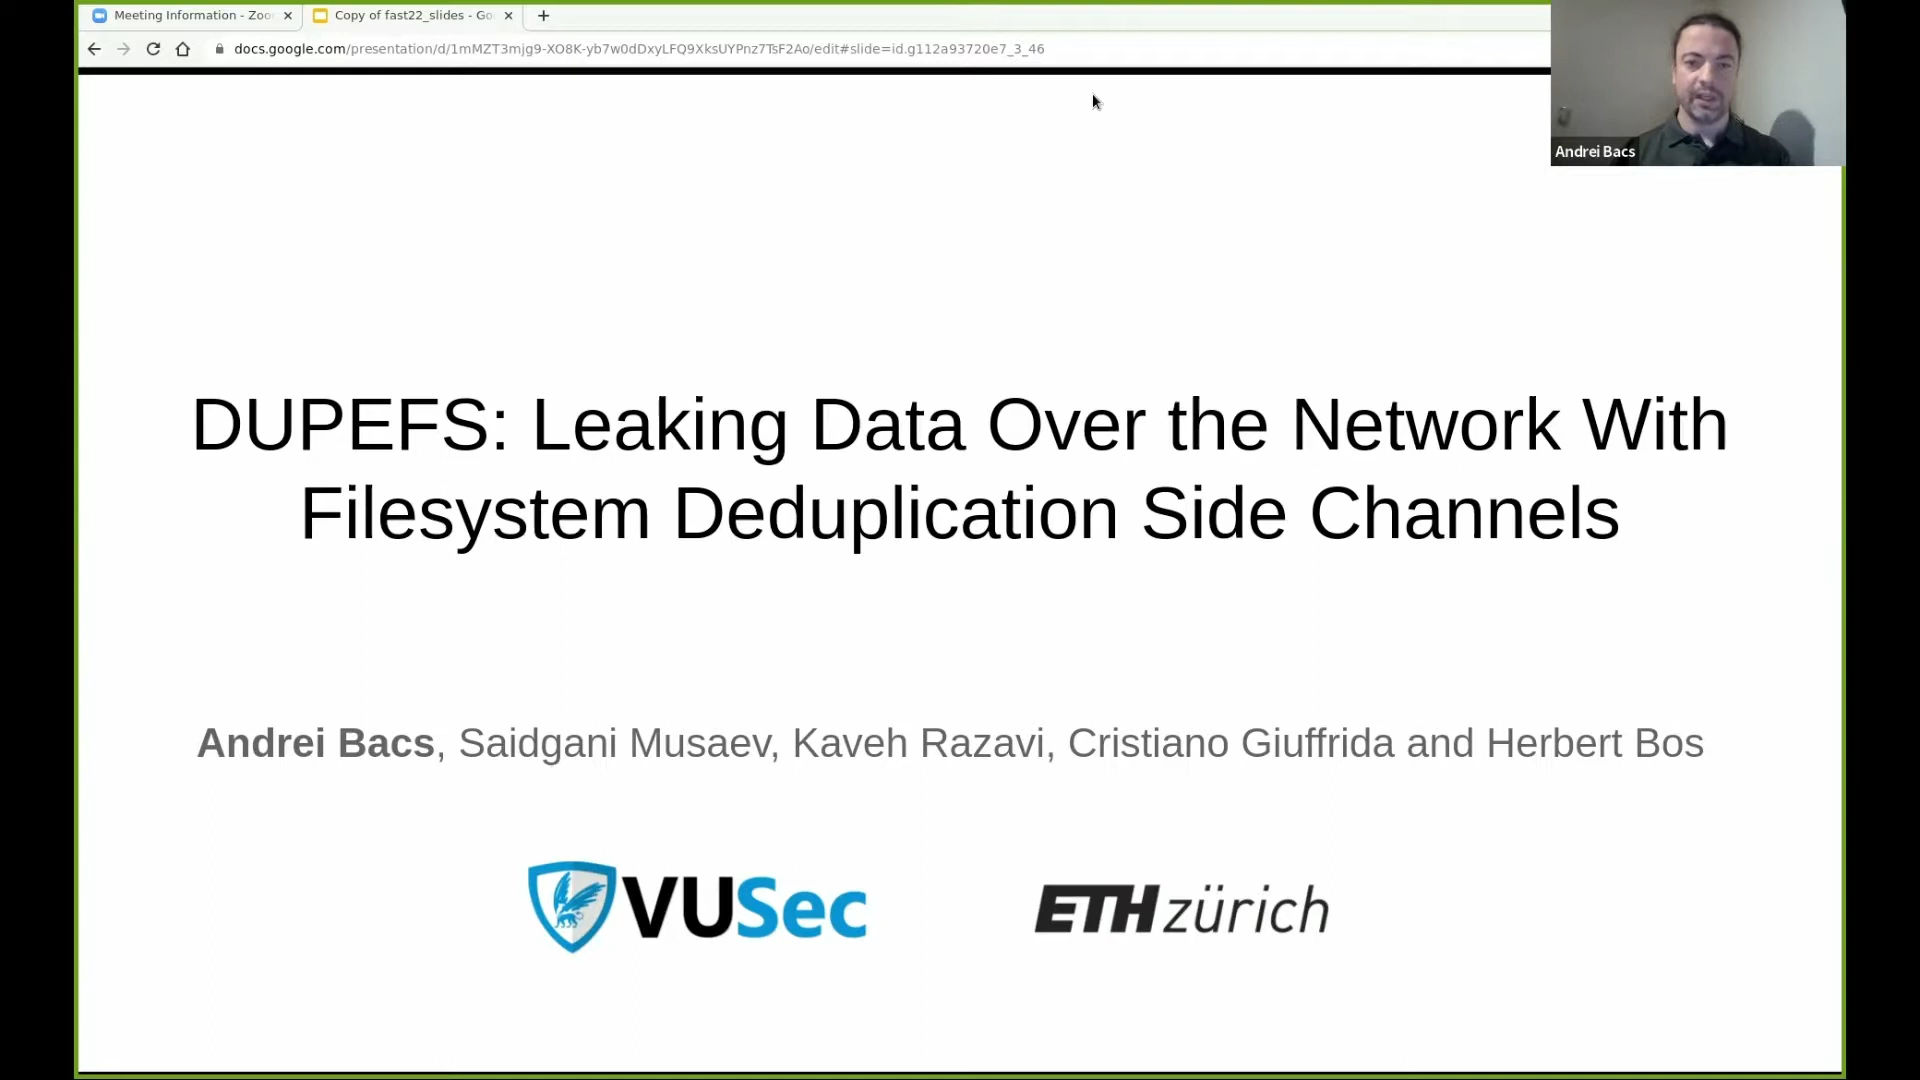 Meeting Information - Zoo
Copy of fast22_slides - Go
docs.google.com/presentation/d/1mMZT3mjg9-XO8K-yb7w0dDxyLFQ9XksUYPnz7TsF2Ao/edit#slide=id.g112a93720e7_3_46
Andrei Bacs
DUPEFS: Leaking Data Over the Network With
Filesystem Deduplication Side Channels
Andrei Bacs, Saidgani Musaev, Kaveh Razavi, Cristiano Giuffrida and Herbert Bos
VUSec
ETH zürich